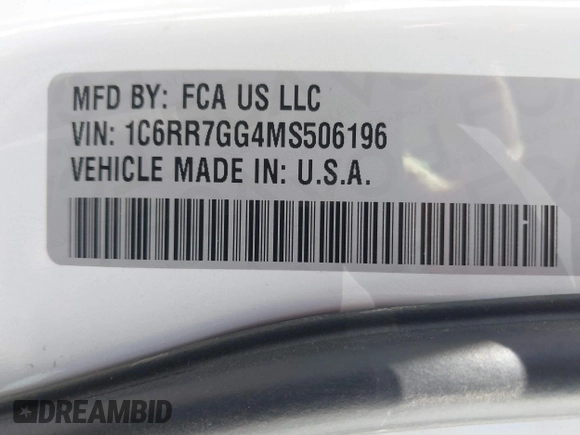 MFD BY: FCA US LLC
VIN: 1C6RR7GG4MS506196
VEHICLE MADE IN: U.S.A.
DREAMBID